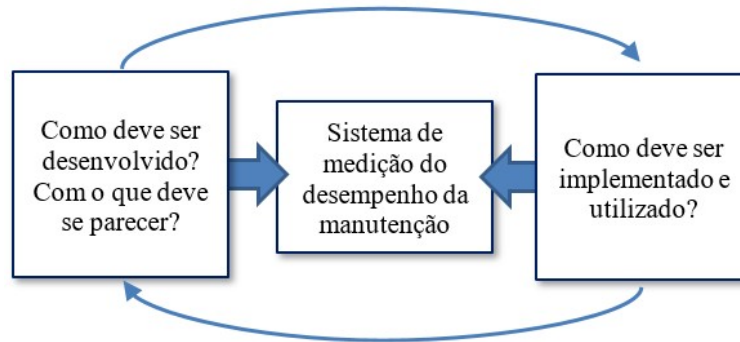 Como deve ser
desenvolvido?
Com o que deve
se parecer?
Sistema de
medição do
desempenho da
manutenção
Como deve ser
implementado e
utilizado?